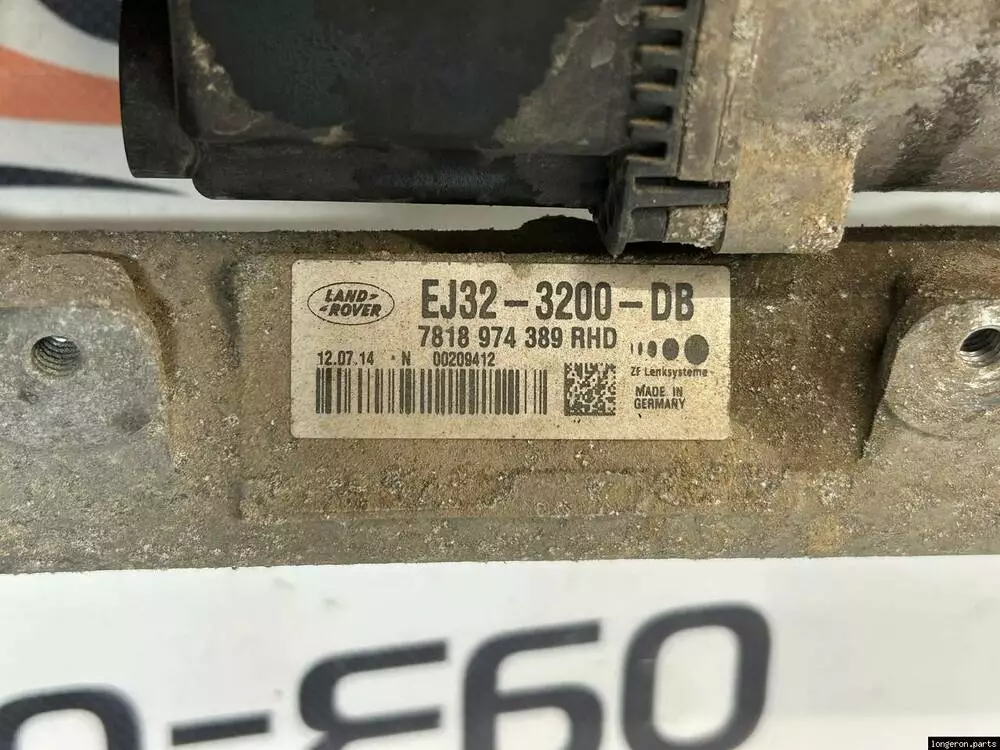 LAND-
-ROVER
EJ32-3200-DB
7818 974 389 RHD
12.07.14 *N 00209412
ZF Lenksysteme
MADE IN
GERMANY
longeron.parts